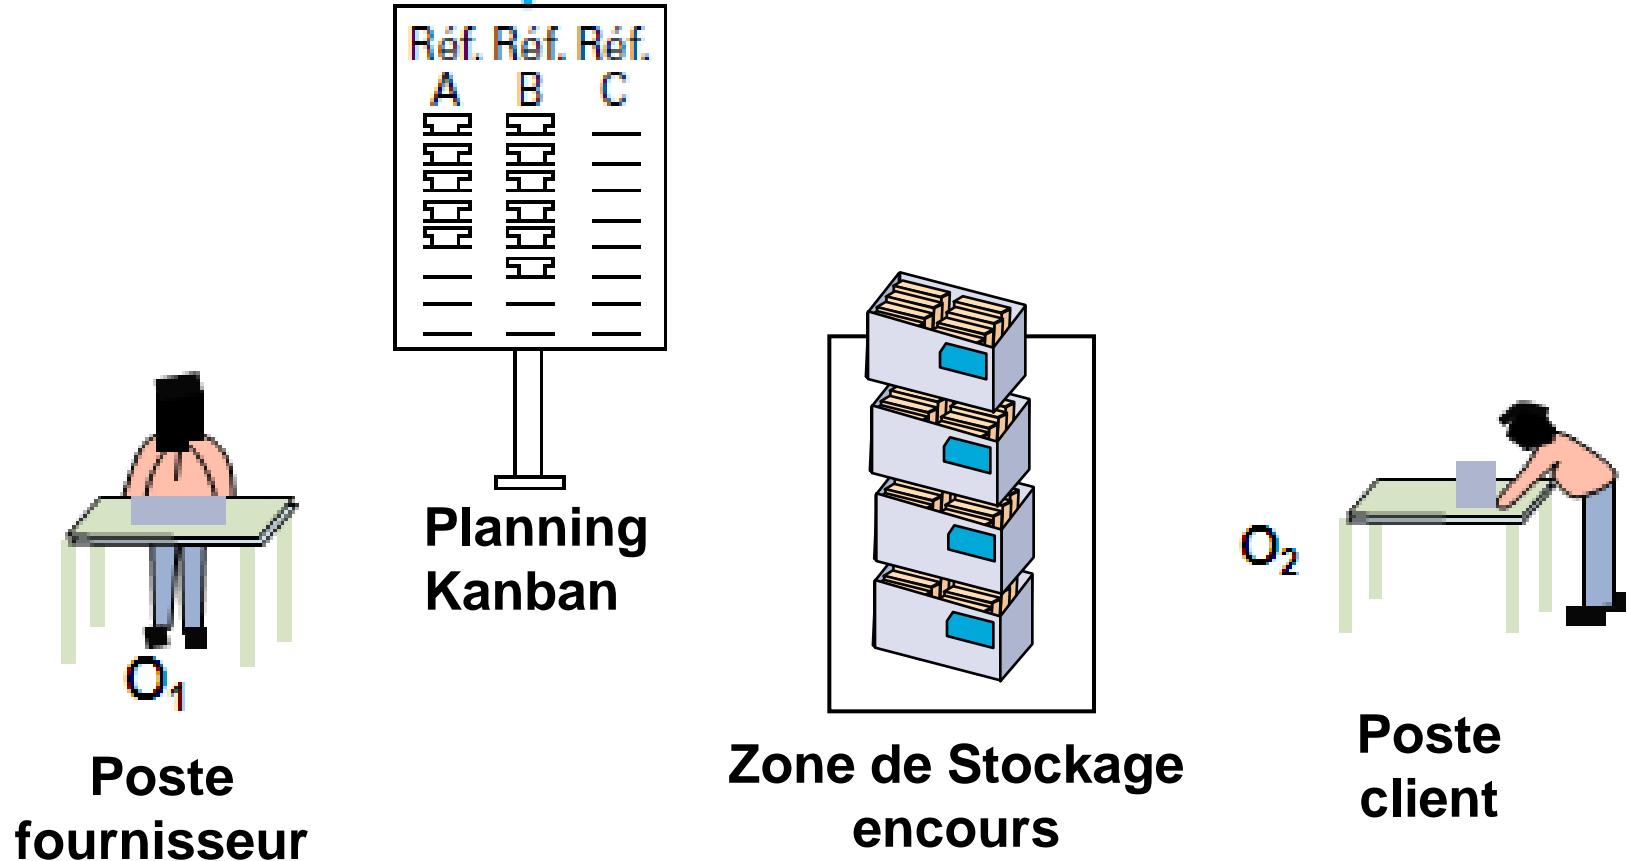 Réf. Réf. Réf.
A B C
Planning
Kanban
O₁
O₂
Poste
fournisseur
Zone de Stockage
encours
Poste
client